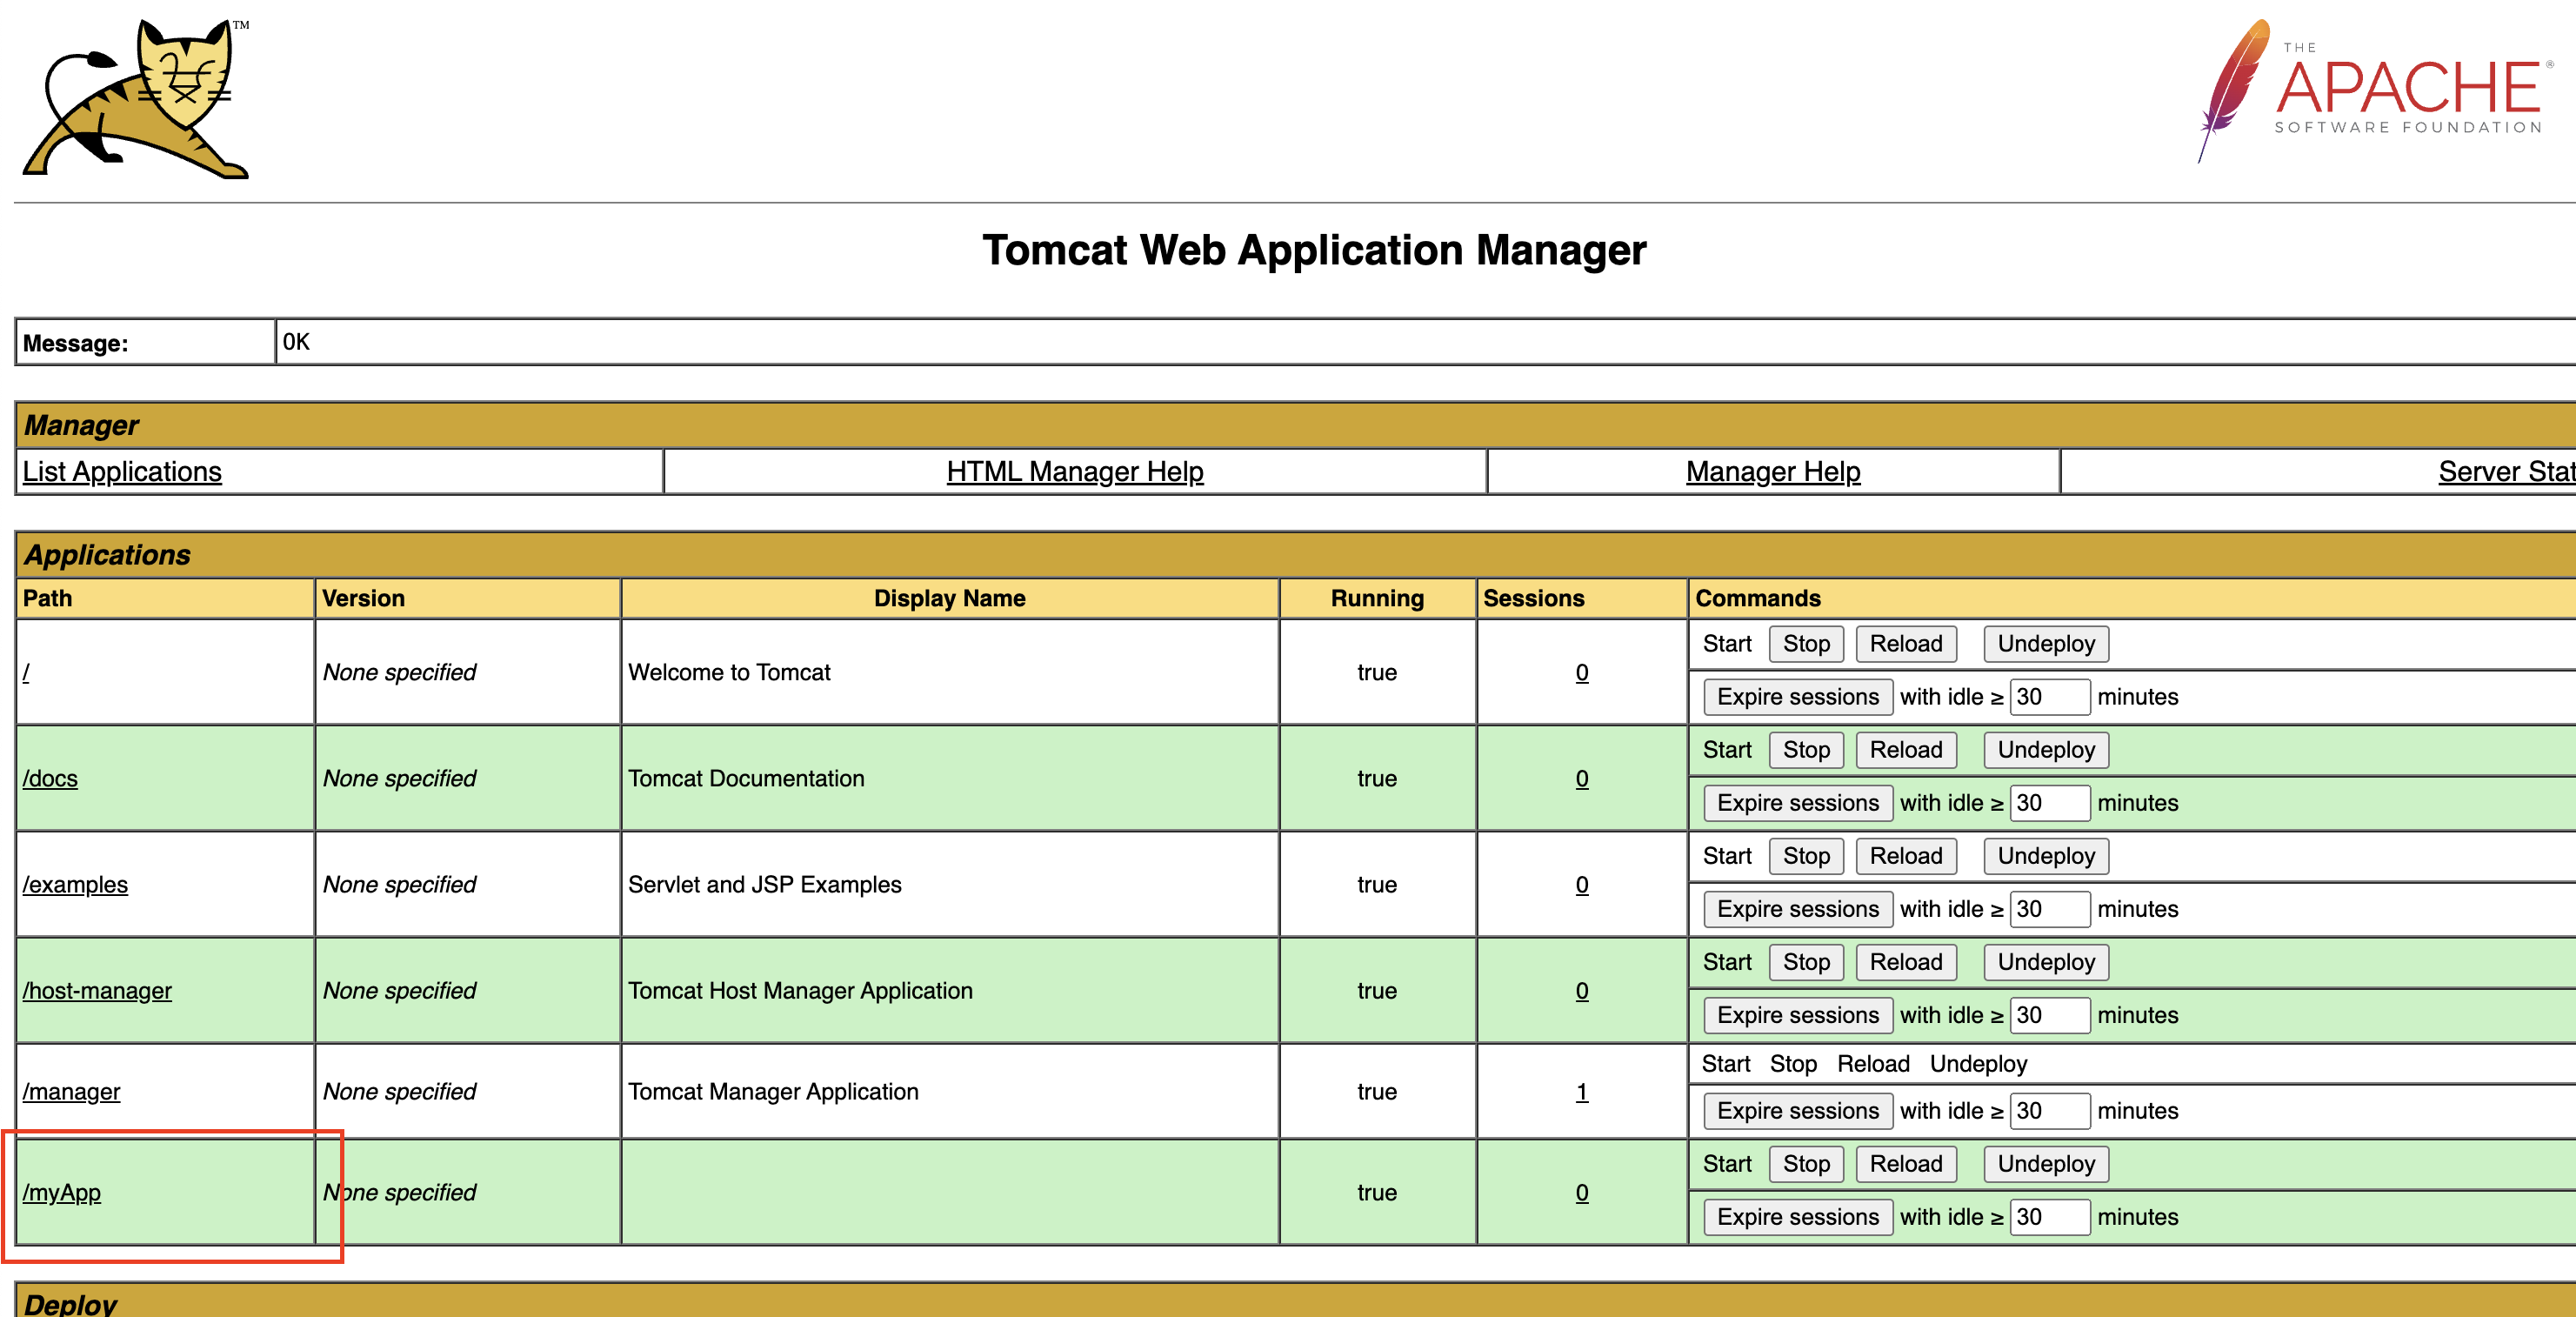 TM
THE
APACHE®
SOFTWARE FOUNDATION
Tomcat Web Application Manager
Message: OK
Manager
List Applications HTML Manager Help Manager Help Server Stat
Applications
Path Version Display Name Running Sessions Commands
/ None specified Welcome to Tomcat true 0 Start Stop Reload Undeploy
Expire sessions with idle ≥ 30 minutes
/docs None specified Tomcat Documentation true 0 Start Stop Reload Undeploy
Expire sessions with idle ≥ 30 minutes
/examples None specified Servlet and JSP Examples true 0 Start Stop Reload Undeploy
Expire sessions with idle ≥ 30 minutes
/host-manager None specified Tomcat Host Manager Application true 0 Start Stop Reload Undeploy
Expire sessions with idle ≥ 30 minutes
/manager None specified Tomcat Manager Application true 1 Start Stop Reload Undeploy
Expire sessions with idle ≥ 30 minutes
/myApp None specified true 0 Start Stop Reload Undeploy
Expire sessions with idle ≥ 30 minutes
Deploy